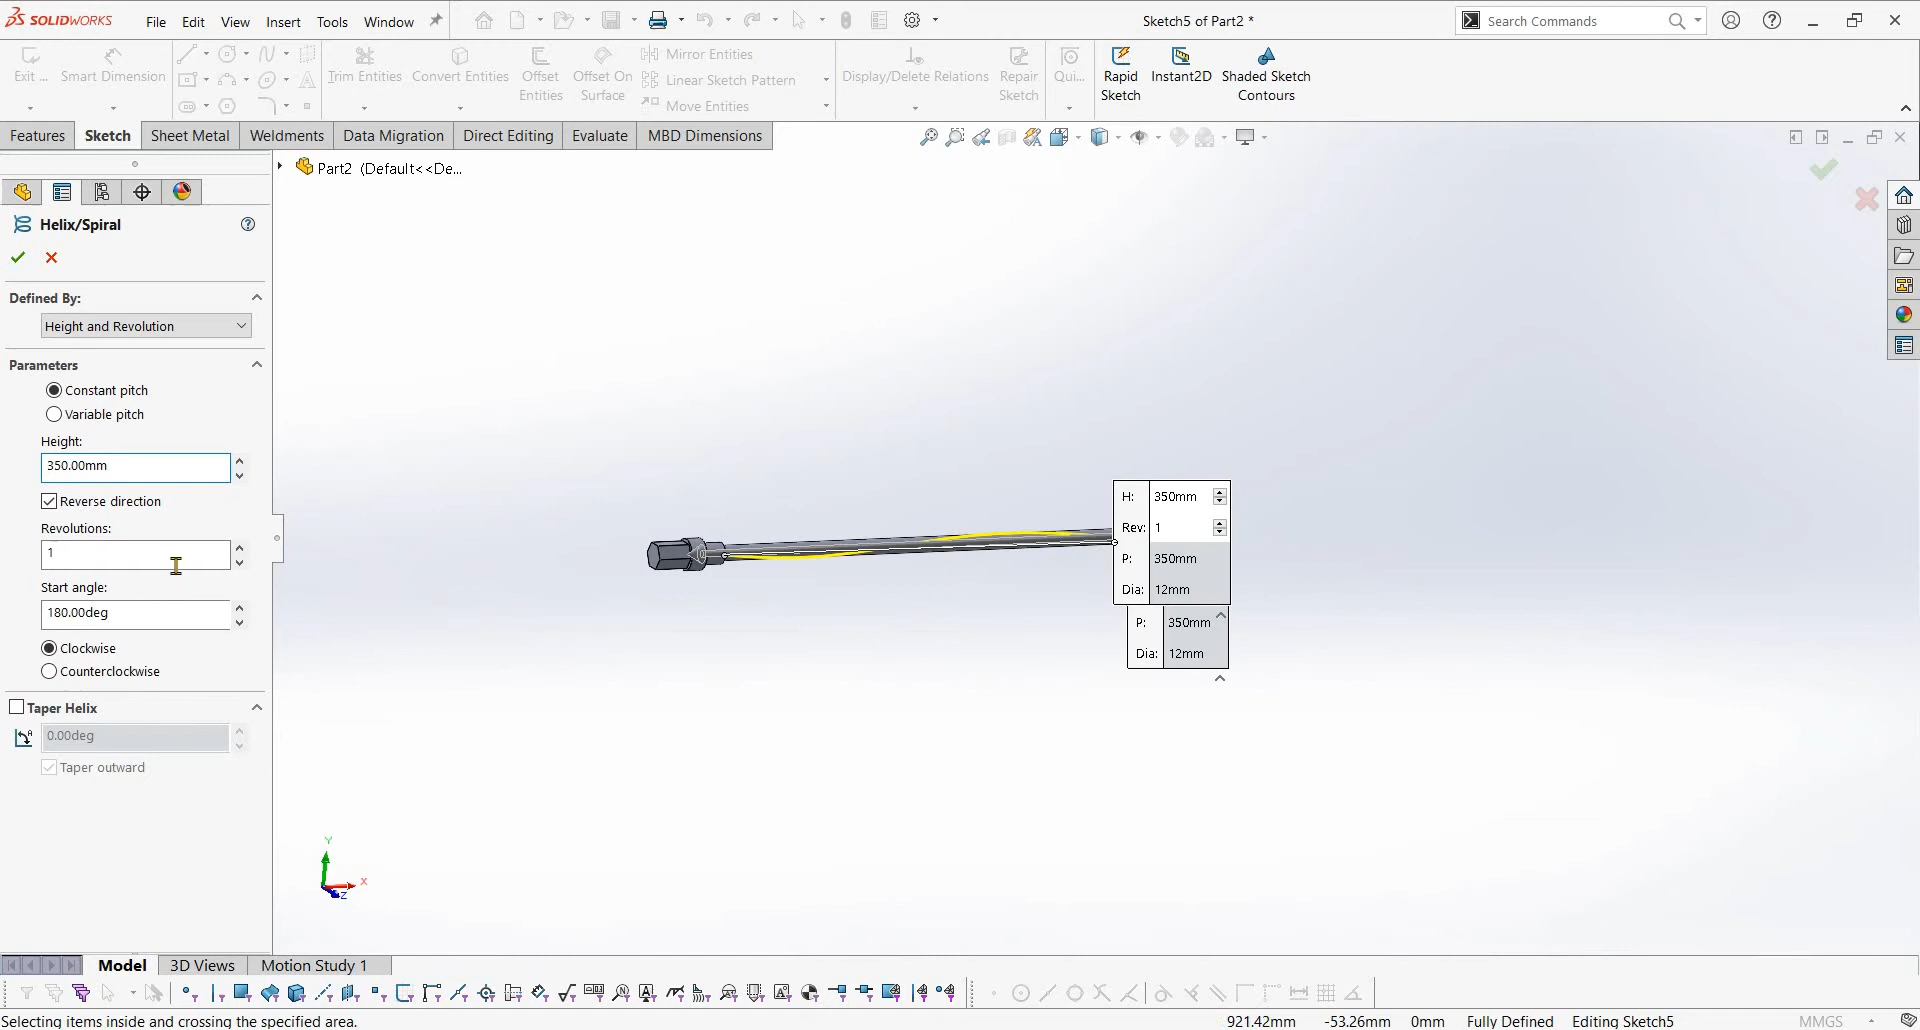 SOLIDWORKS File Edit View Insert Tools Window Sketch5 of Part2 * Search Commands
Exit ... Smart Dimension Trim Entities Convert Entities Offset Entities Offset On Surface Mirror Entities Linear Sketch Pattern Move Entities Display/Delete Relations Repair Sketch Qui... Rapid Sketch Instant2D Shaded Sketch Contours
Features Sketch Sheet Metal Weldments Data Migration Direct Editing Evaluate MBD Dimensions
Part2 (Default<<De...
Helix/Spiral
Defined By:
Height and Revolution
Parameters
Constant pitch
Variable pitch
Height:
350.00mm
Reverse direction
Revolutions:
1
Start angle:
180.00deg
Clockwise
Counterclockwise
Taper Helix
0.00deg
Taper outward
H: 350mm
Rev: 1
P: 350mm
Dia: 12mm
P: 350mm
Dia: 12mm
Y
X
Z
Model 3D Views Motion Study 1
Selecting items inside and crossing the specified area. 921.42mm -53.26mm 0mm Fully Defined Editing Sketch5 MMGS